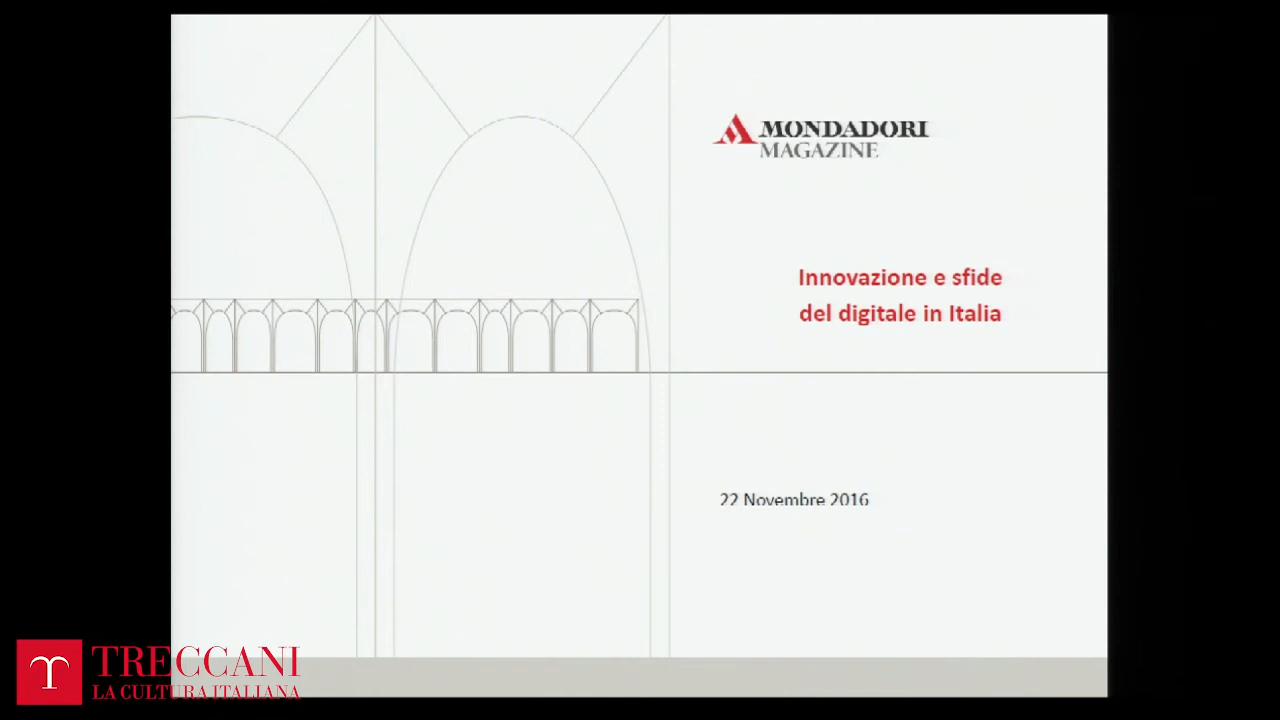 MONDADORI
MAGAZINE
Innovazione e sfide
del digitale in Italia
22 Novembre 2016
TRECCANI
LA CULTURA ITALIANA